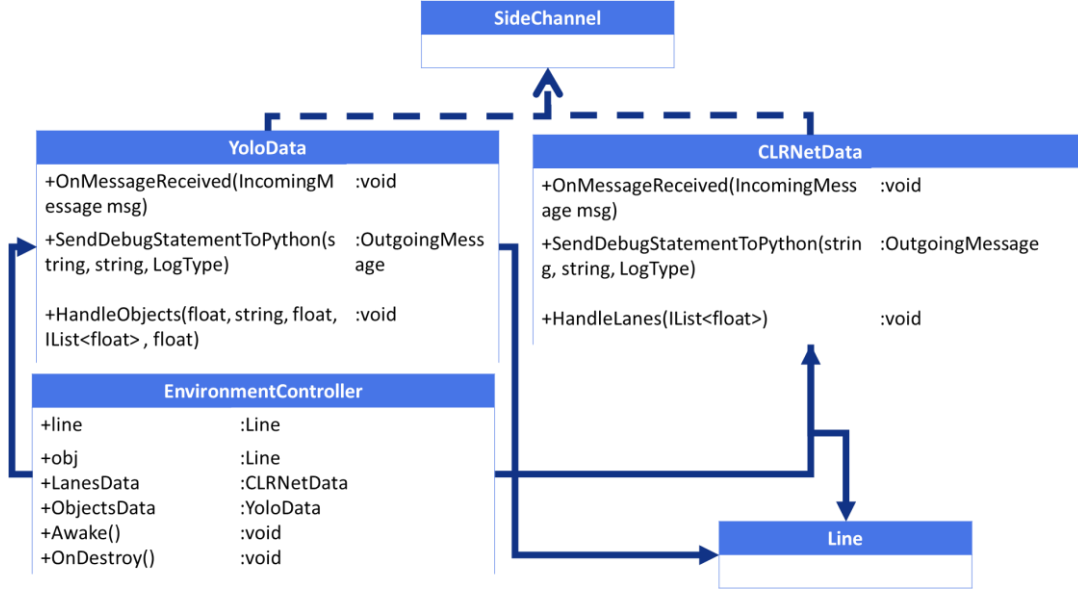 SideChannel
YoloData
+OnMessageReceived(IncomingM :void
essage msg)
+SendDebugStatementToPython(s :OutgoingMess
tring, string, LogType) age
+HandleObjects(float, string, float, :void
IList<float> , float)
CLRNetData
+OnMessageReceived(IncomingMess :void
age msg)
+SendDebugStatementToPython(strin :OutgoingMessage
g, string, LogType)
+HandleLanes(IList<float>) :void
EnvironmentController
+line :Line
+obj :Line
+LanesData :CLRNetData
+ObjectsData :YoloData
+Awake() :void
+OnDestroy() :void
Line